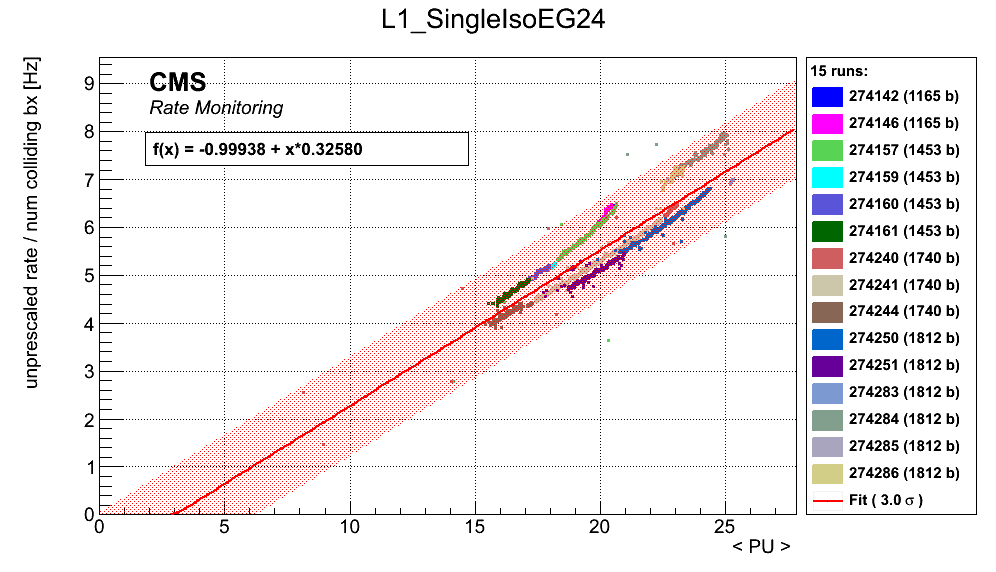 L1_SingleIsoEG24
unprescaled rate / num colliding bx [Hz]
CMS
Rate Monitoring
f(x) = -0.99938 + x*0.32580
9
8
7
6
5
4
3
2
1
0
0 5 10 15 20 25
< PU >
15 runs:
274142 (1165 b)
274146 (1165 b)
274157 (1453 b)
274159 (1453 b)
274160 (1453 b)
274161 (1453 b)
274240 (1740 b)
274241 (1740 b)
274244 (1740 b)
274250 (1812 b)
274251 (1812 b)
274283 (1812 b)
274284 (1812 b)
274285 (1812 b)
274286 (1812 b)
Fit ( 3.0 σ )